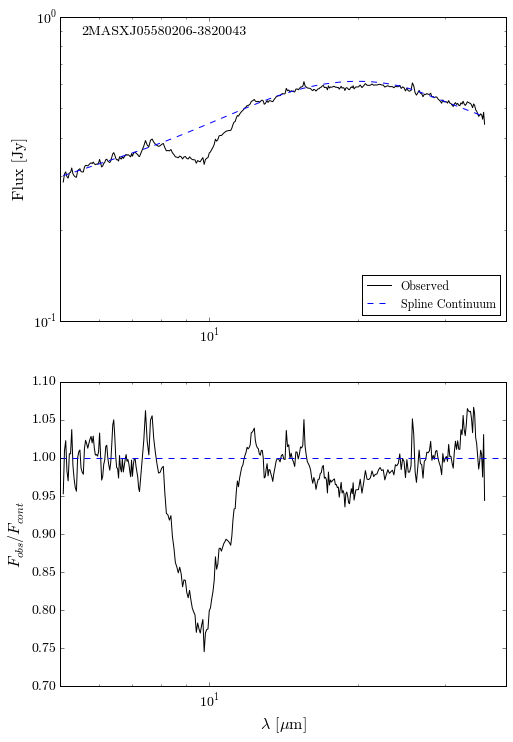 10^0
2MASXJ05580206-3820043
Flux [Jy]
Observed
Spline Continuum
10^-1
10^1
1.10
1.05
1.00
0.95
0.90
0.85
0.80
0.75
0.70
F_obs/F_cont
10^1
λ [μm]